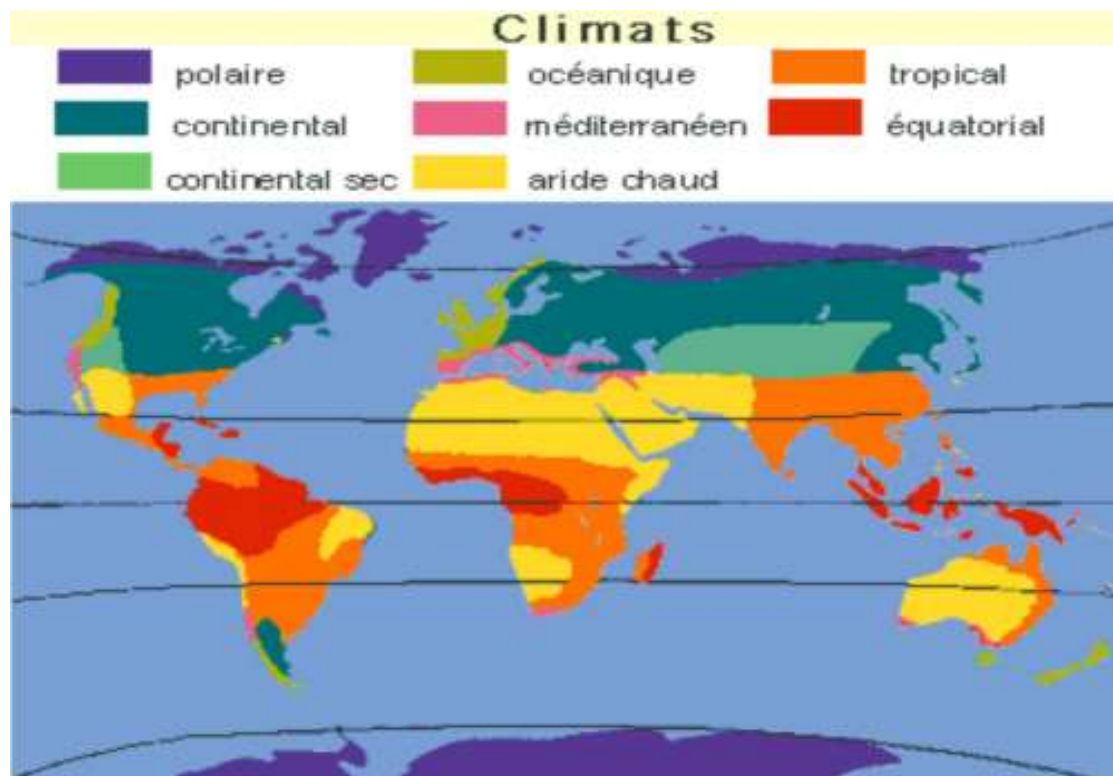 Climats
polaire océanique tropical
continental méditerranéen équatorial
continental sec aride chaud